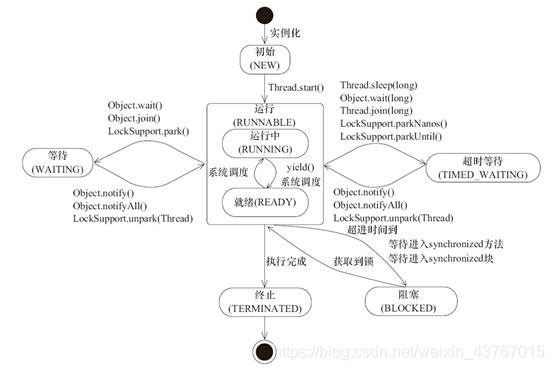 实例化
初始
(NEW)
Thread.start()
Object.wait()
Object.join()
LockSupport.park()
Thread.sleep(long)
Object.wait(long)
Thread.join(long)
LockSupport.parkNanos()
LockSupport.parkUntil()
运行
(RUNNABLE)
运行中
(RUNNING)
系统调度
yield()
系统调度
就绪(READY)
等待
(WAITING)
超时等待
(TIMED_WAITING)
Object.notify()
Object.notifyAll()
LockSupport.unpark(Thread)
Object.notify()
Object.notifyAll()
LockSupport.unpark(Thread)
超进时间到
等待进入synchronized方法
等待进入synchronized块
执行完成
获取到锁
终止
(TERMINATED)
阻塞
(BLOCKED)
https://blog.csdn.net/weixin_43767015